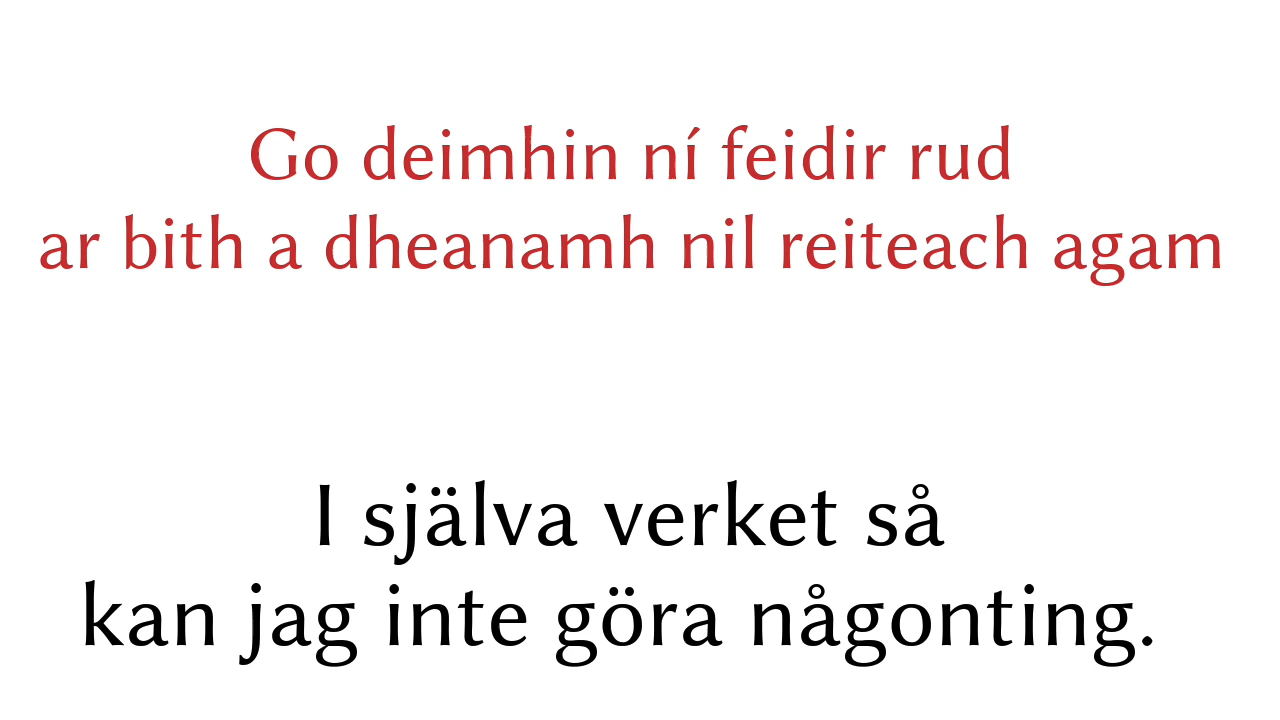 Go deimhin ní feidir rud
ar bith a dheanamh nil reiteach agam
I själva verket så
kan jag inte göra någonting.